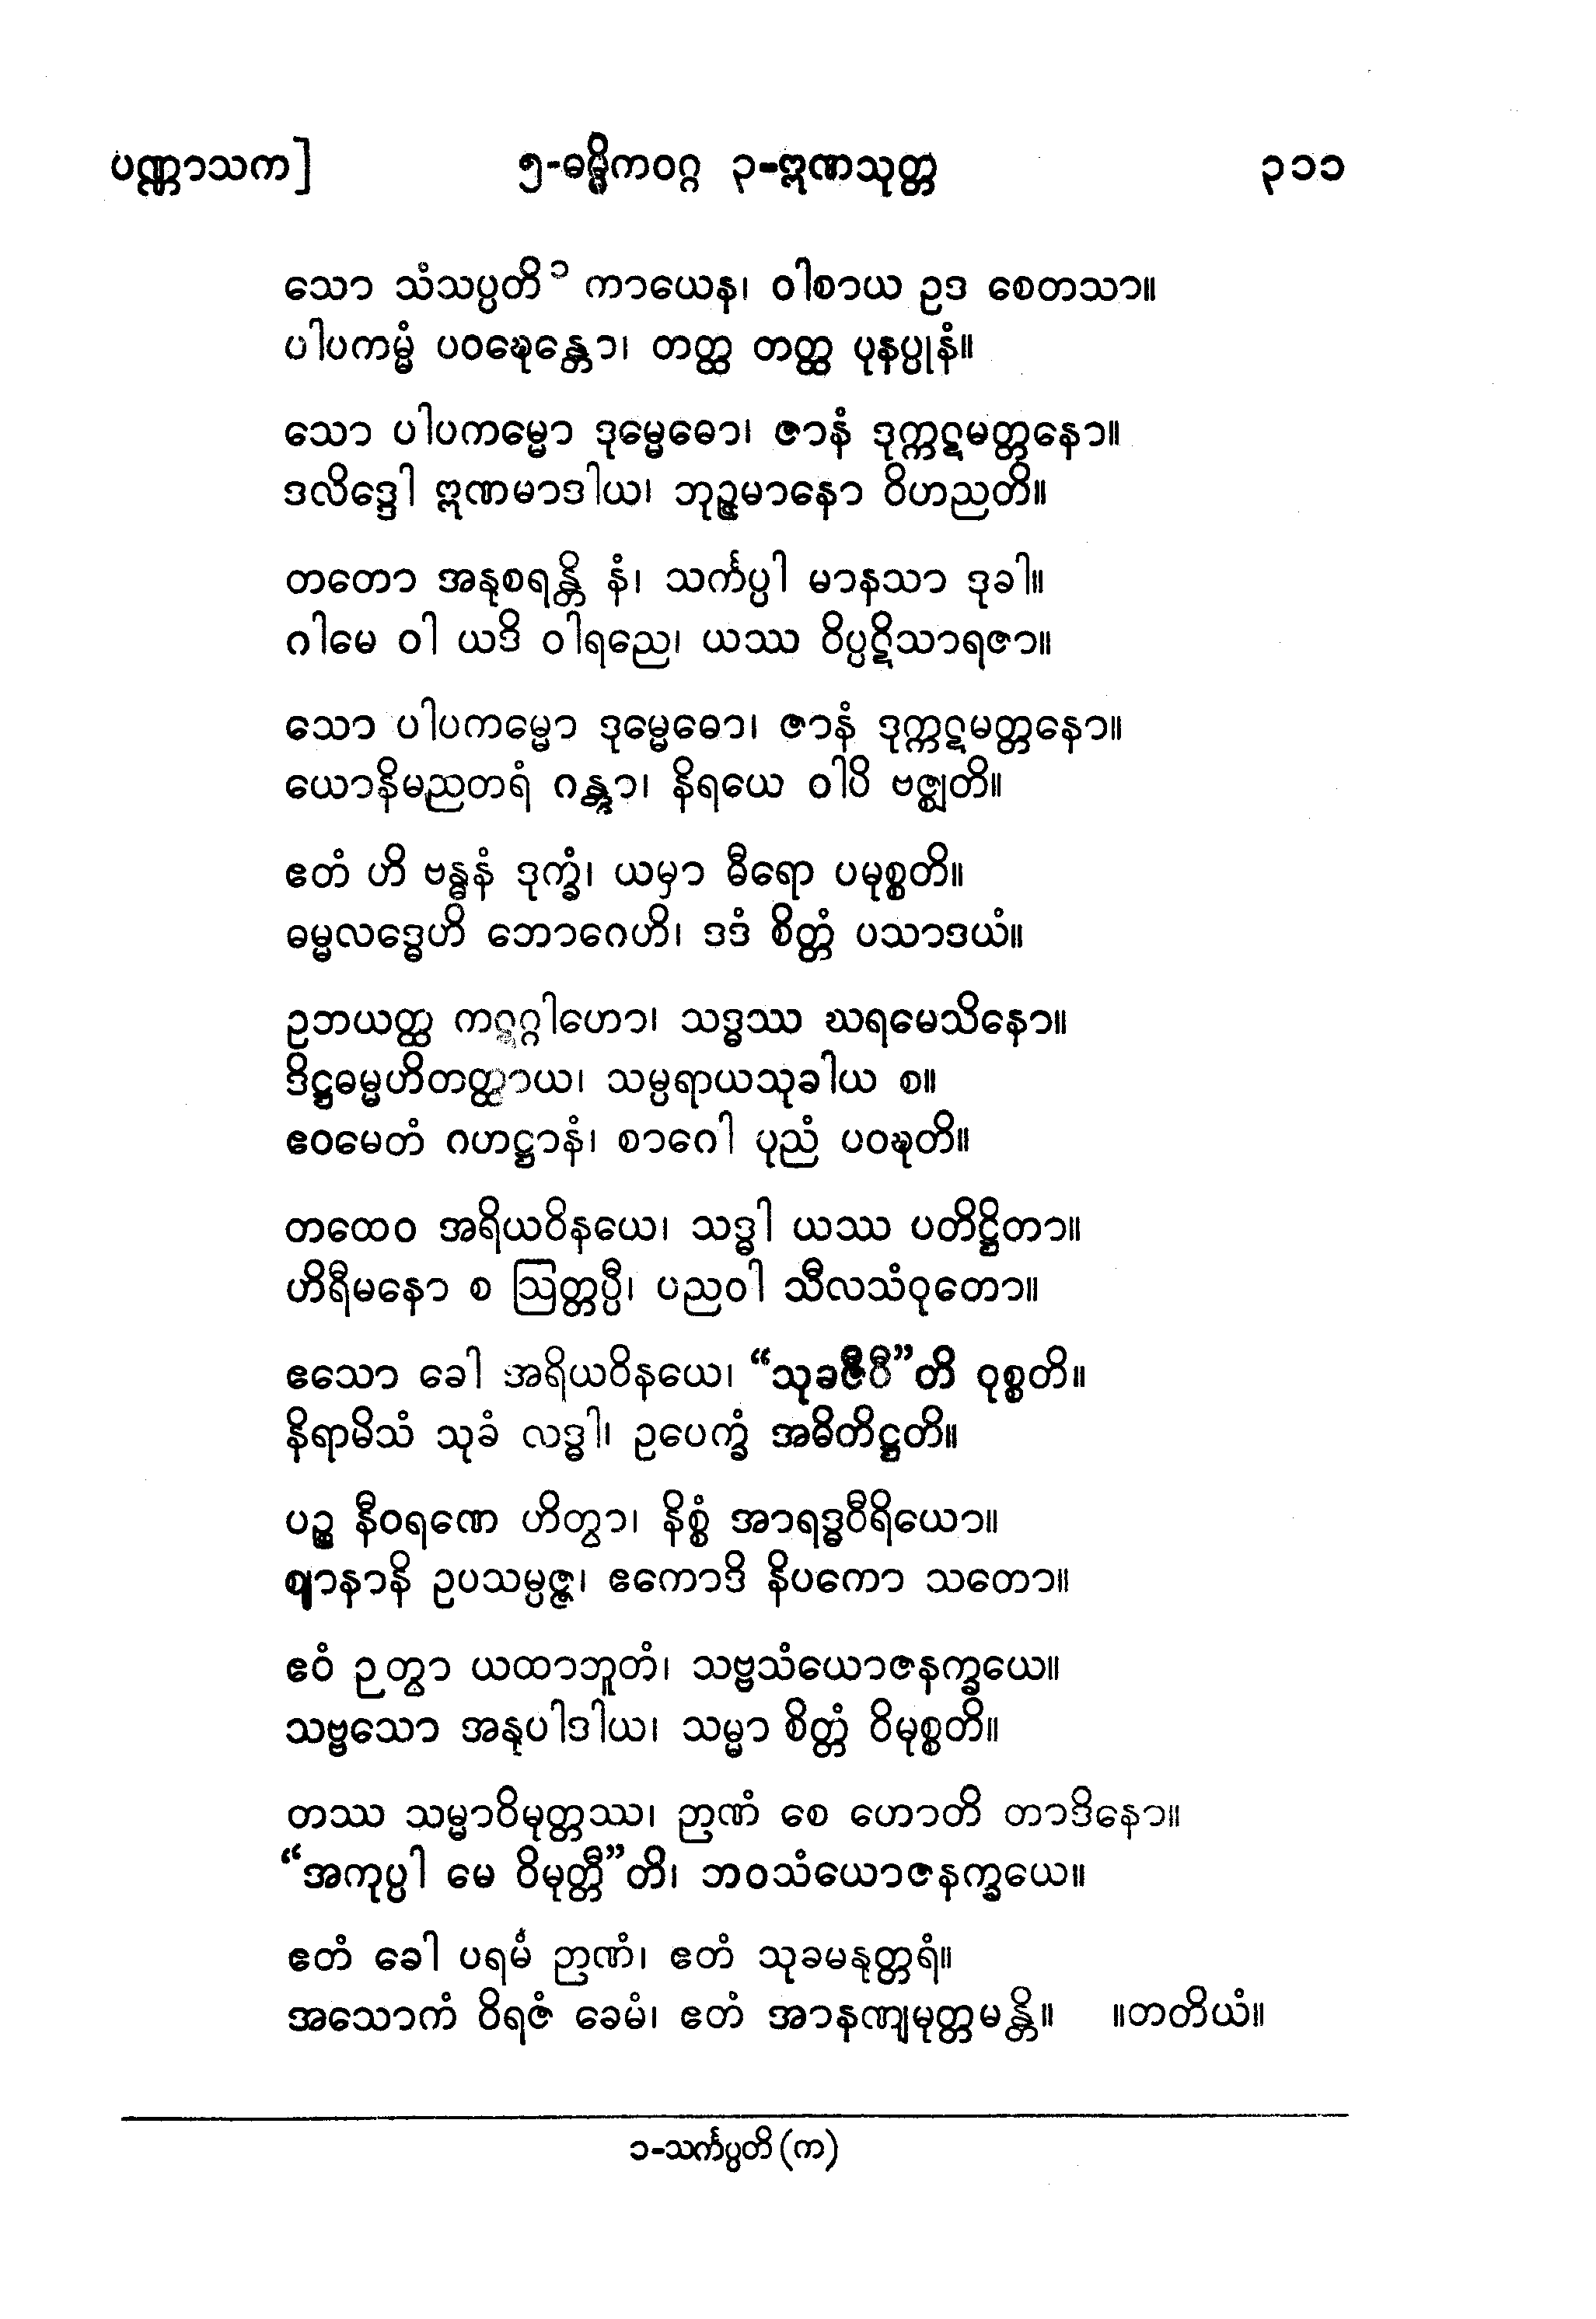 ပဏ္ဏာသက] ၅-ဓမ္မိကဝဂ္ဂ ၃-ဣဏသုတ္တ ၃၁၁
သော သံသပ္ပတိ ၁ ကာယေန၊ ဝါစာယ ဥဒ စေတသာ။
ပါပကမ္မံ ပဝဍ္ဎေန္တော၊ တတ္ထ တတ္ထ ပုနပ္ပုနံ။
သော ပါပကမ္မော ဒုမ္မေဓော၊ ဇာနံ ဒုက္ကဋမတ္တနော။
ဒလိဒ္ဒေါ ဣဏမာဒါယ၊ ဘုဉ္ဇမာနော ဝိဟညတိ။
တတော အနုစရန္တိ နံ၊ သင်္ကပ္ပါ မာနသာ ဒုခါ။
ဂါမေ ဝါ ယဒိ ဝါရညေ၊ ယဿ ဝိပ္ပဋိသာရဇာ။
သော ပါပကမ္မော ဒုမ္မေဓော၊ ဇာနံ ဒုက္ကဋမတ္တနော။
ယောနိမညတရံ ဂန္တွာ၊ နိရယေ ဝါပိ ဗဇ္ဈတိ။
ဧတံ ဟိ ဗန္ဓနံ ဒုက္ခံ၊ ယမှာ ဓီရော ပမုစ္စတိ။
ဓမ္မလဒ္ဓေဟိ ဘောဂေဟိ၊ ဒဒံ စိတ္တံ ပသာဒယံ။
ဥဘယတ္ထ ကဋဂ္ဂါဟော၊ သဒ္ဓဿ ဃရမေသိနော။
ဒိဋ္ဌဓမ္မဟိတတ္ထာယ၊ သမ္ပရာယသုခါယ စ။
ဧဝမေတံ ဂဟဋ္ဌာနံ၊ စာဂေါ ပုညံ ပဝဍ္ဎတိ။
တထေဝ အရိယဝိနယေ၊ သဒ္ဓါ ယဿ ပတိဋ္ဌိတာ။
ဟိရီမနော စ ဩတ္တပ္ပီ၊ ပညဝါ သီလသံဝုတော။
ဧသော ခေါ အရိယဝိနယေ၊ “သုခဇီဝီ”တိ ဝုစ္စတိ။
နိရာမိသံ သုခံ လဒ္ဓါ၊ ဥပေက္ခံ အဓိတိဋ္ဌတိ။
ပဉ္စ နီဝရဏေ ဟိတွာ၊ နိစ္စံ အာရဒ္ဓဝီရိယော။
ဈာနာနိ ဥပသမ္ပဇ္ဇ၊ ဧကောဒိ နိပကော သတော။
ဧဝံ ဉတွာ ယထာဘူတံ၊ သဗ္ဗသံယောဇနက္ခယေ။
သဗ္ဗသော အနုပါဒါယ၊ သမ္မာ စိတ္တံ ဝိမုစ္စတိ။
တဿ သမ္မာဝိမုတ္တဿ၊ ဉာဏံ စေ ဟောတိ တာဒိနော။
“အကုပ္ပါ မေ ဝိမုတ္တီ”တိ၊ ဘဝသံယောဇနက္ခယေ။
ဧတံ ခေါ ပရမံ ဉာဏံ၊ ဧတံ သုခမနုတ္တရံ။
အသောကံ ဝိရဇံ ခေမံ၊ ဧတံ အာနဏျမုတ္တမန္တိ။ ။တတိယံ။
၁-သင်္ကပ္ပတိ (က)